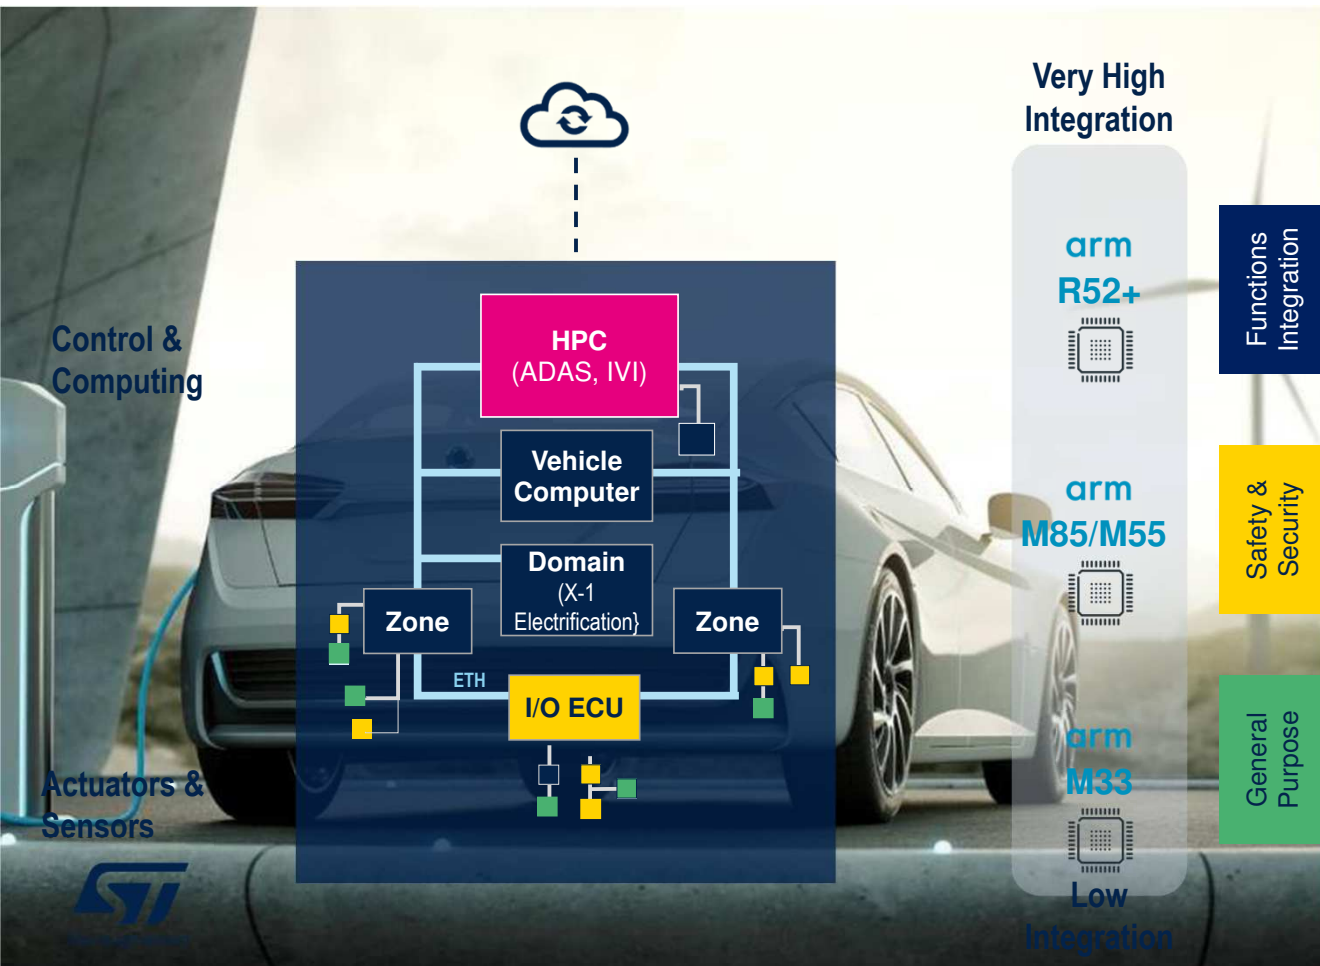 Very High
Integration
arm
R52+
Functions
Integration
Control &
Computing
HPC
(ADAS, IVI)
Vehicle
Computer
arm
M85/M55
Safety &
Security
Domain
(X-1
Electrification}
Zone
Zone
ETH
I/O ECU
arm
M33
General
Purpose
Actuators &
Sensors
Low
Integration
ST